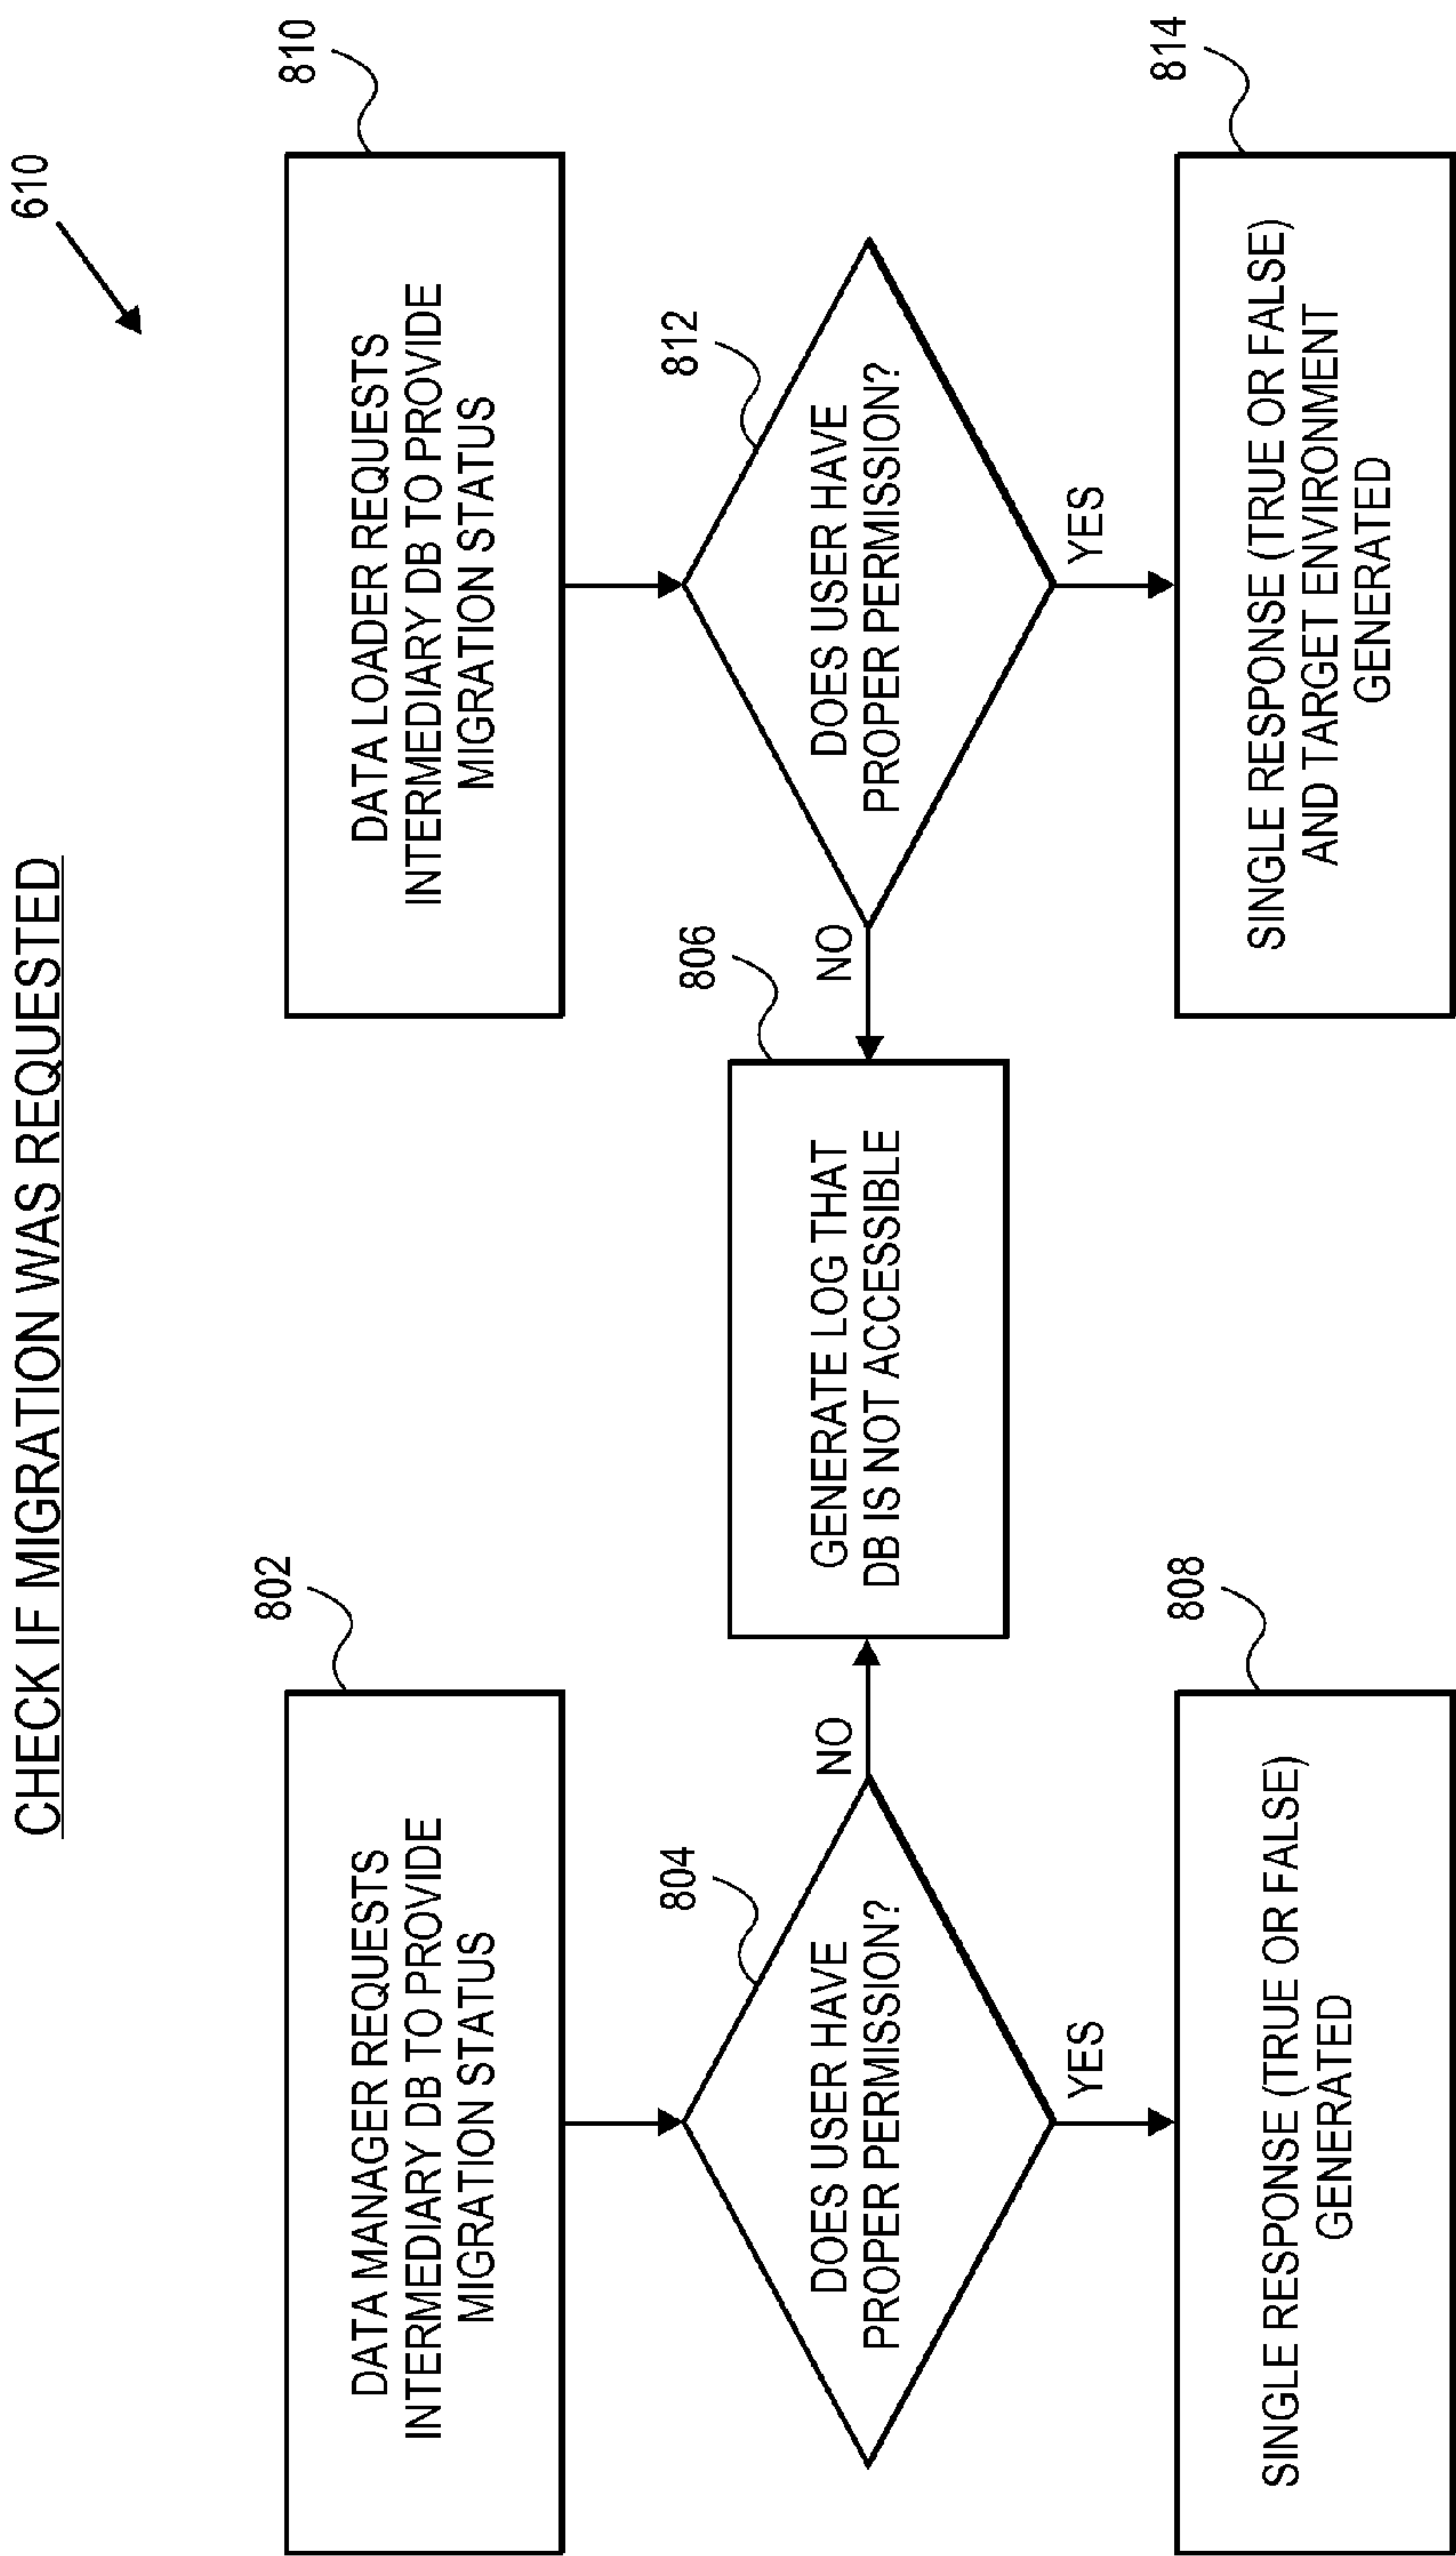 CHECK IF MIGRATION WAS REQUESTED
610
802
DATA MANAGER REQUESTS
INTERMEDIARY DB TO PROVIDE
MIGRATION STATUS
804
DOES USER HAVE
PROPER PERMISSION?
NO
YES
806
GENERATE LOG THAT
DB IS NOT ACCESSIBLE
808
SINGLE RESPONSE (TRUE OR FALSE)
GENERATED
810
DATA LOADER REQUESTS
INTERMEDIARY DB TO PROVIDE
MIGRATION STATUS
812
DOES USER HAVE
PROPER PERMISSION?
NO
YES
814
SINGLE RESPONSE (TRUE OR FALSE)
AND TARGET ENVIRONMENT
GENERATED